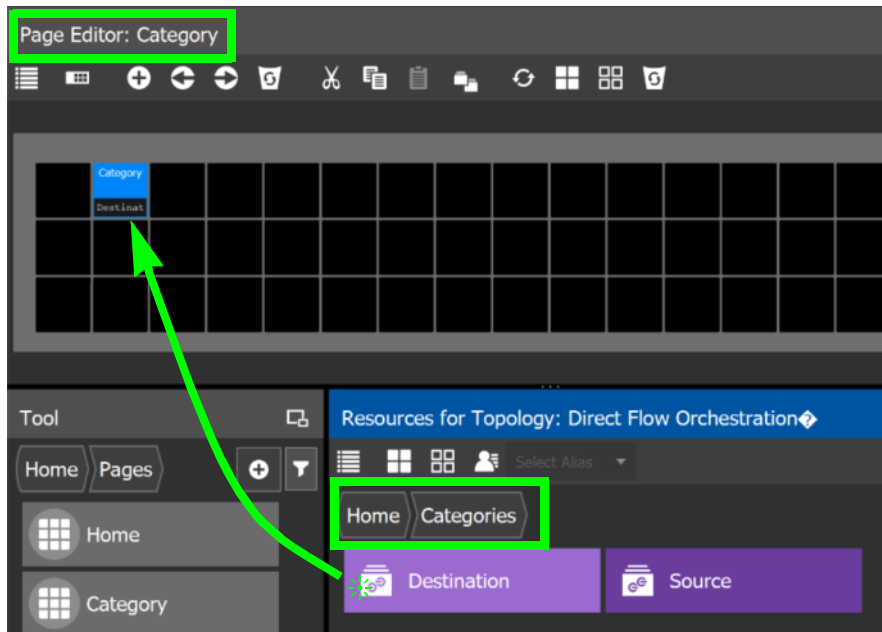 Page Editor: Category
Category
Destinat
Tool
Resources for Topology: Direct Flow Orchestration�
Select Alias
Home Pages
Home Categories
Home
Destination
Source
Category